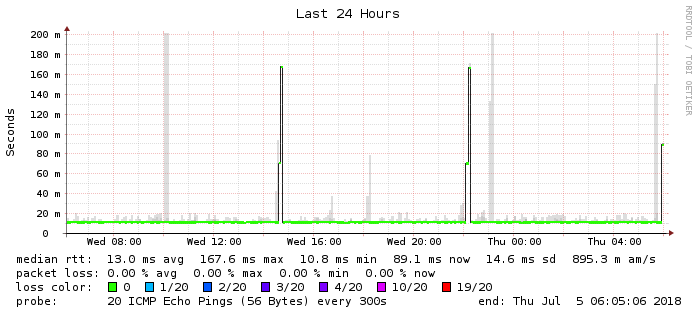 Last 24 Hours
RRDTOOL / TOBI OETIKER
Seconds
200 m
180 m
160 m
140 m
120 m
100 m
80 m
60 m
40 m
20 m
0
Wed 08:00 Wed 12:00 Wed 16:00 Wed 20:00 Thu 00:00 Thu 04:00
median rtt: 13.0 ms avg 167.6 ms max 10.8 ms min 89.1 ms now 14.6 ms sd 895.3 m am/s
packet loss: 0.00 % avg 0.00 % max 0.00 % min 0.00 % now
loss color: 0 1/20 2/20 3/20 4/20 10/20 19/20
probe: 20 ICMP Echo Pings (56 Bytes) every 300s end: Thu Jul 5 06:05:06 2018